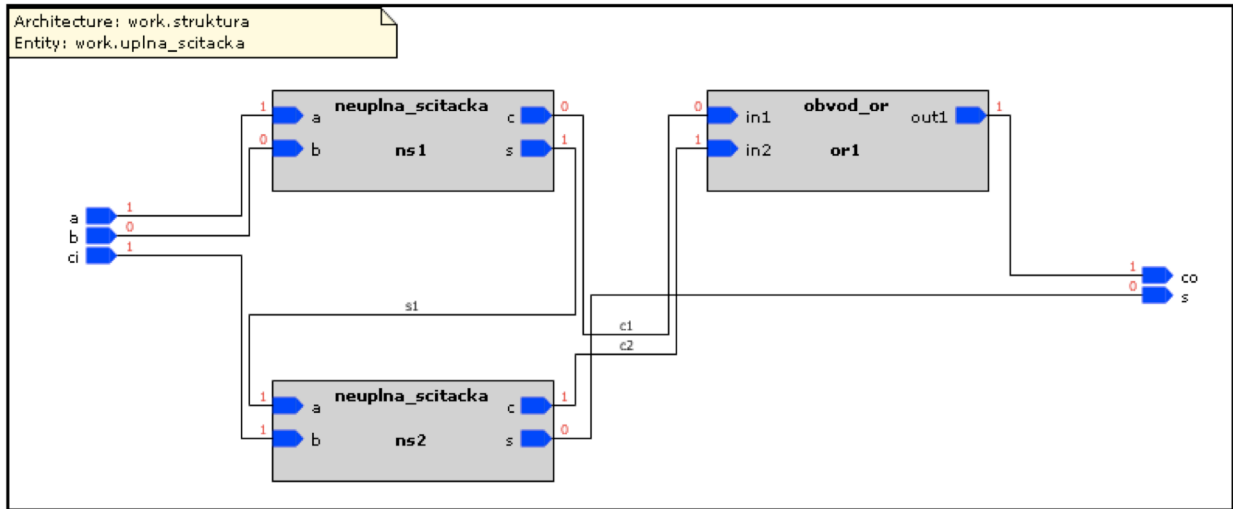 Architecture: work.struktura
Entity: work.uplna_scitacka
1 neuplna_scitacka 0
a c
0 1
b ns1 s
0 obvod_or 1
in1 out1
1
in2 or1
1
a
0
b
1
ci
1
co
0
s
s1
c1
c2
1 neuplna_scitacka 1
a c
1 0
b ns2 s